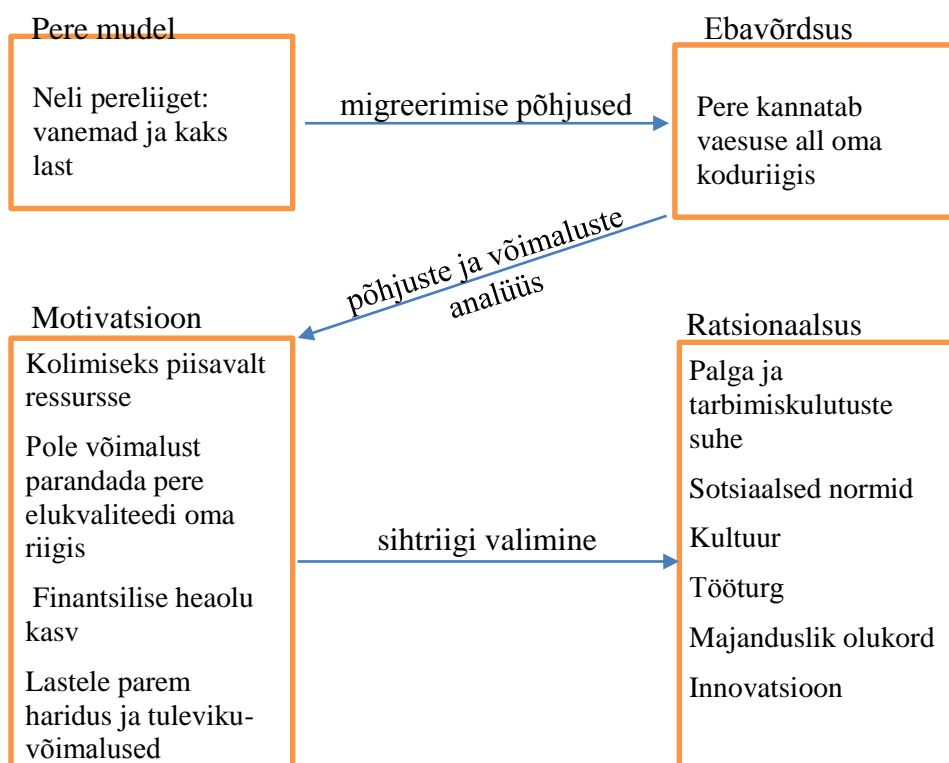 Pere mudel
Neli pereliiget:
vanemad ja kaks
last
migreerimise põhjused
Ebavõrdsus
Pere kannatab
vaesuse all oma
koduriigis
põhjuste ja võimaluste
analüüs
Motivatsioon
Kolimiseks piisavalt
ressursse
Pole võimalust
parandada pere
elukvaliteedi oma
riigis
Finantsilise heaolu
kasv
Lastele parem
haridus ja tuleviku-
võimalused
sihtriigi valimine
Ratsionaalsus
Palga ja
tarbimiskulutuste
suhe
Sotsiaalsed normid
Kultuur
Tööturg
Majanduslik olukord
Innovatsioon